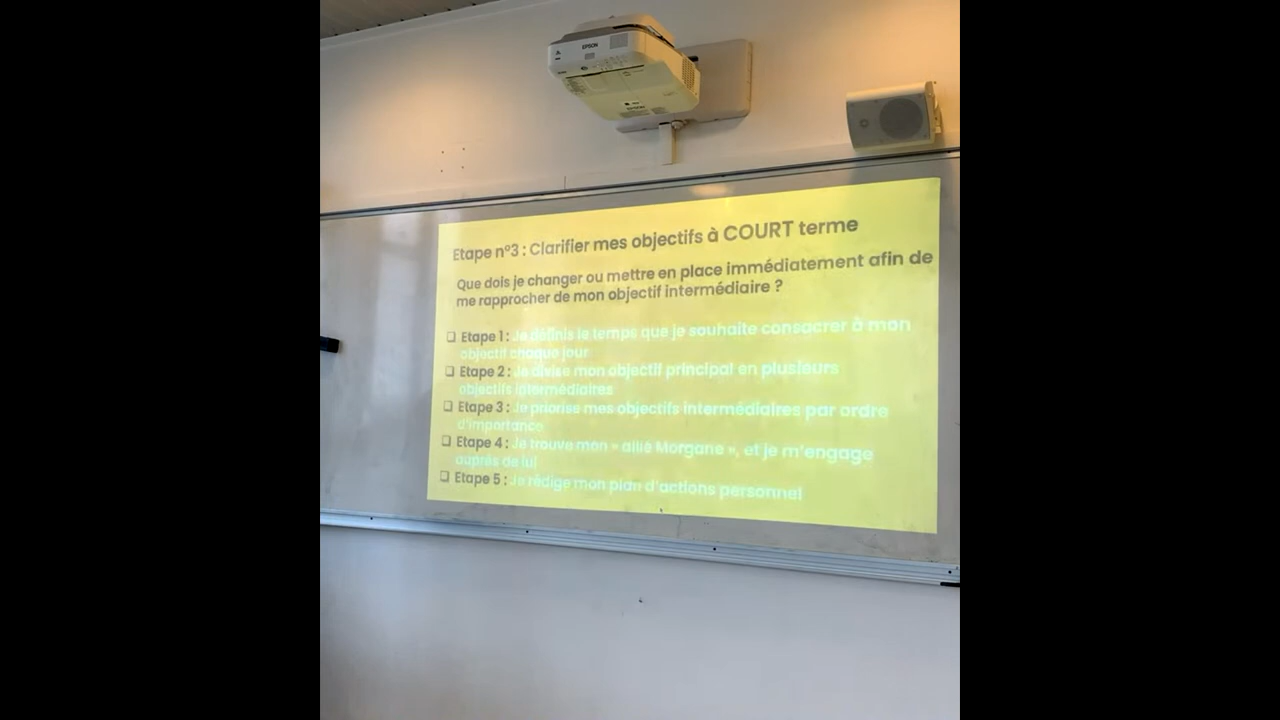 EPSON
EPSON
Etape n°3 : Clarifier mes objectifs à COURT terme
Que dois je changer ou mettre en place immédiatement afin de
me rapprocher de mon objectif intermédiaire ?
❑ Etape 1 : Je définis le temps que je souhaite consacrer à mon
objectif chaque jour
❑ Etape 2 : Je divise mon objectif principal en plusieurs
objectifs intermédiaires
❑ Etape 3 : Je priorise mes objectifs intermédiaires par ordre
d'importance
❑ Etape 4 : Je trouve mon « allié Morgane », et je m'engage
auprès de lui
❑ Etape 5 : Je rédige mon plan d'actions personnel